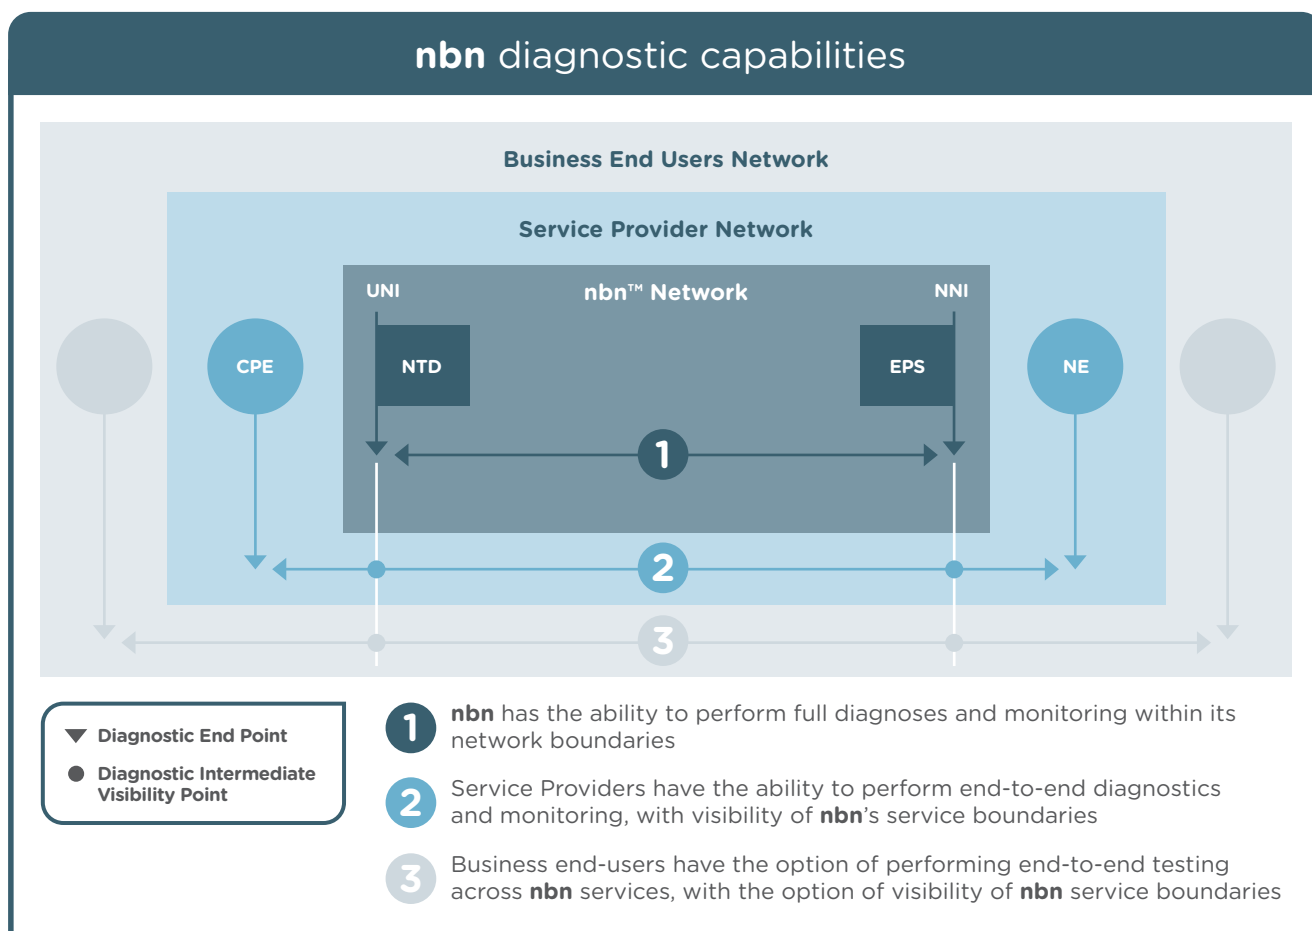 nbn diagnostic capabilities
Business End Users Network
Service Provider Network
UNI
nbn™ Network
NNI
CPE
NTD
EPS
NE
1
2
3
Diagnostic End Point
Diagnostic Intermediate
Visibility Point
1
nbn has the ability to perform full diagnoses and monitoring within its
network boundaries
2
Service Providers have the ability to perform end-to-end diagnostics
and monitoring, with visibility of nbn's service boundaries
3
Business end-users have the option of performing end-to-end testing
across nbn services, with the option of visibility of nbn service boundaries